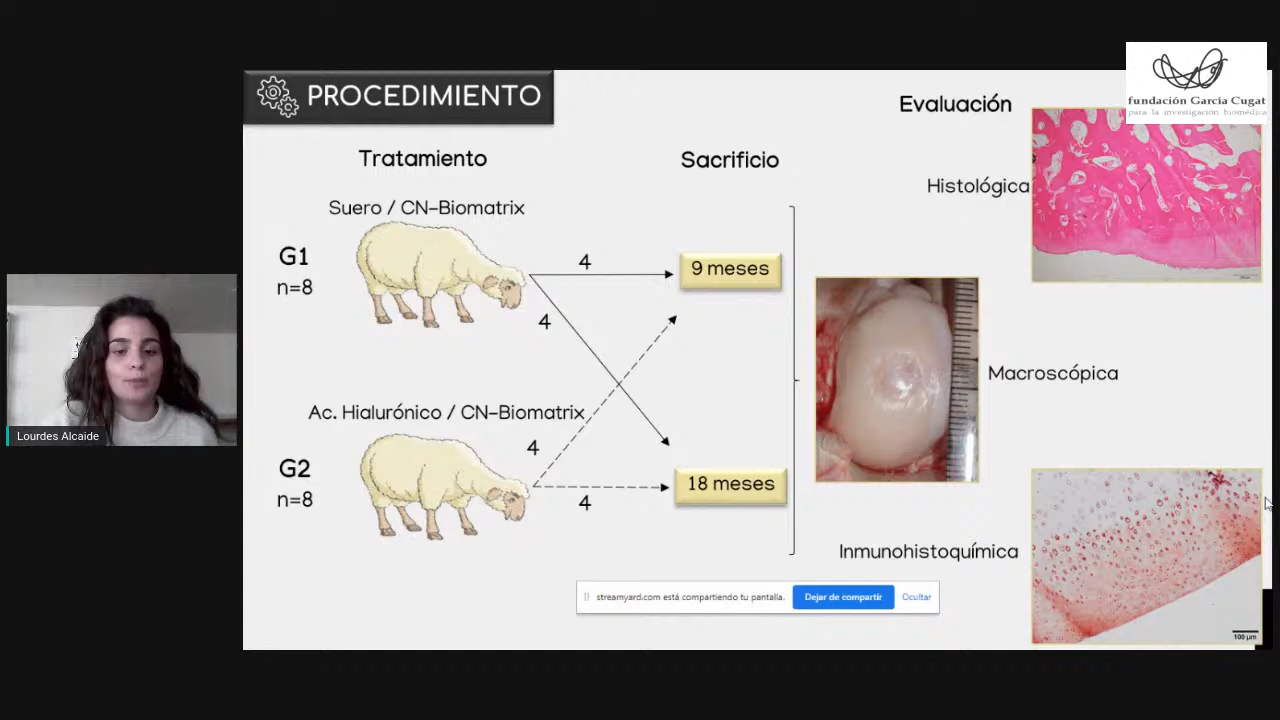 PROCEDIMIENTO
fundación García Cugat
para la investigación biomédica
Evaluación
Tratamiento
Sacrificio
Suero / CN-Biomatrix
Histológica
G1
n=8
4
4
9 meses
Macroscópica
Ac. Hialurónico / CN-Biomatrix
4
G2
n=8
4
18 meses
Lourdes Alcaide
Inmunohistoquímica
streamyard.com está compartiendo tu pantalla.
Dejar de compartir
Ocultar
100 µm